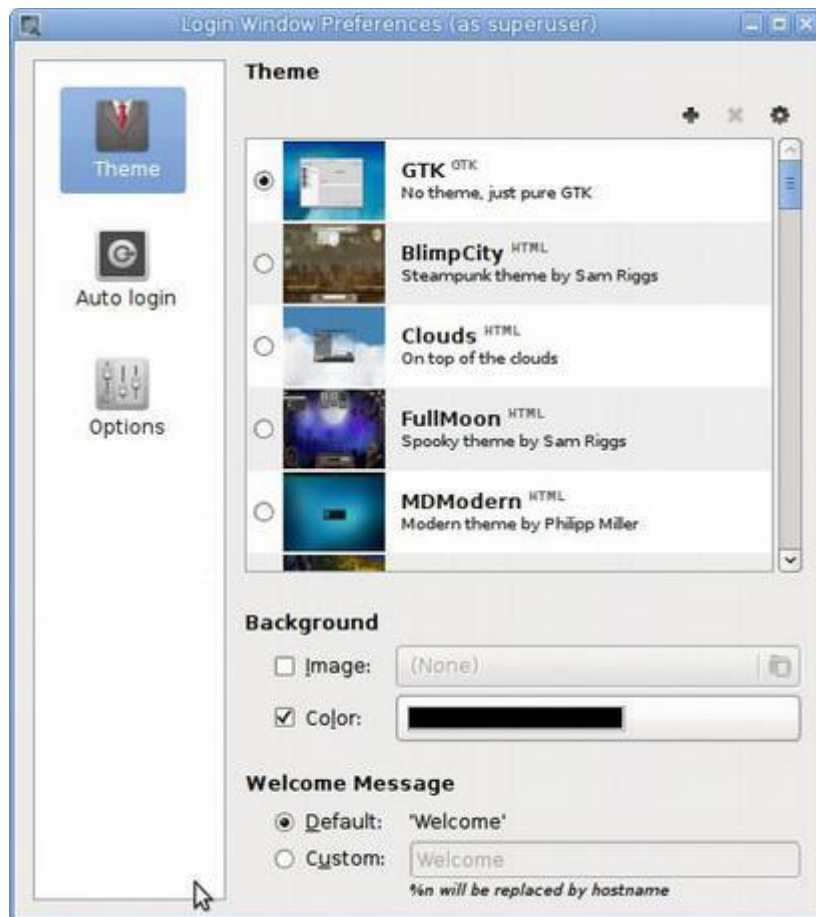 Login Window Preferences (as superuser)
Theme
Theme
Auto login
Options
GTK GTK
No theme, just pure GTK
BlimpCity HTML
Steampunk theme by Sam Riggs
Clouds HTML
On top of the clouds
FullMoon HTML
Spooky theme by Sam Riggs
MDModern HTML
Modern theme by Philipp Miller
Background
Image: (None)
Color:
Welcome Message
Default: 'Welcome'
Custom: Welcome
%n will be replaced by hostname